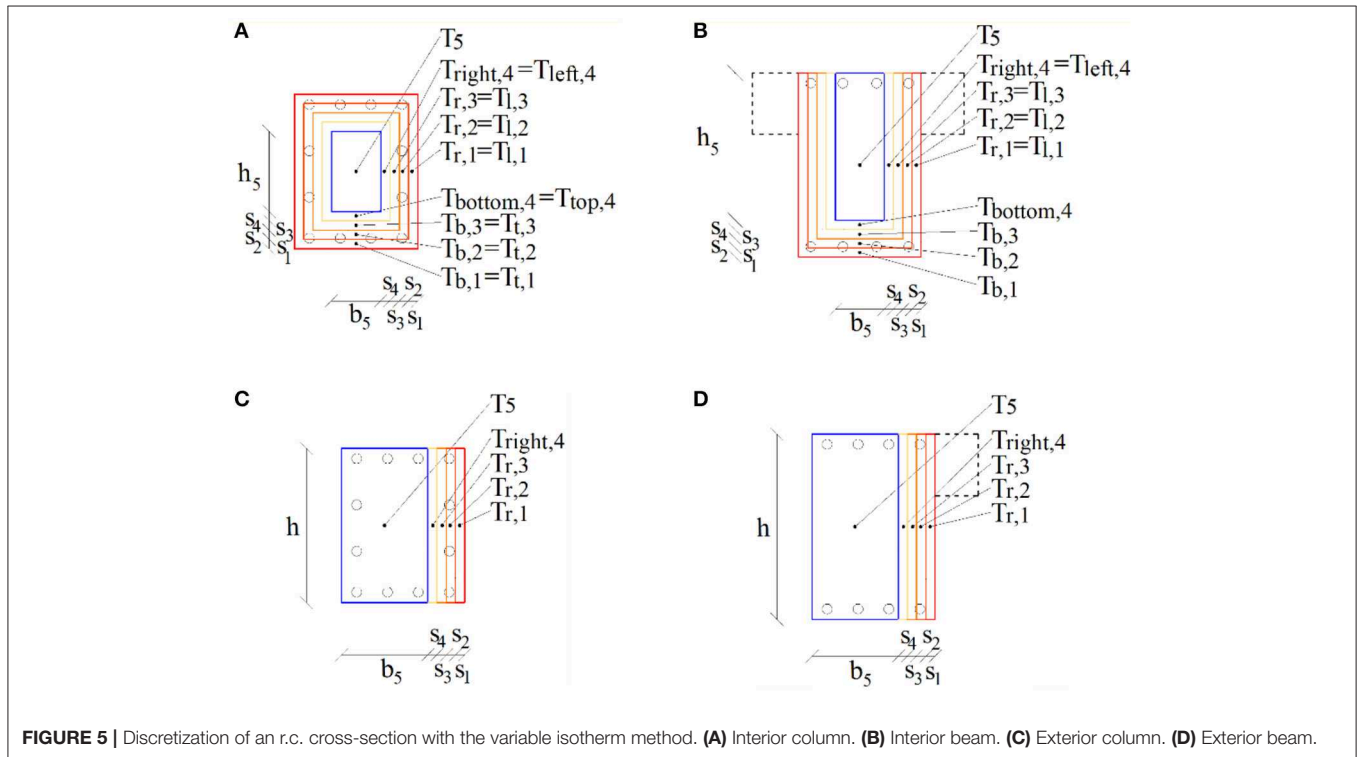 A
T5
Tright,4=Tleft,4
Tr,3=Tl,3
Tr,2=Tl,2
Tr,1=Tl,1
h5
Tbottom,4=Ttop,4
Tb,3=Tt,3
Tb,2=Tt,2
Tb,1=Tt,1
s4 s3
s2 s1
s4 s2
b5 s3 s1
B
T5
Tright,4=Tleft,4
Tr,3=Tl,3
Tr,2=Tl,2
Tr,1=Tl,1
h5
Tbottom,4
Tb,3
Tb,2
Tb,1
s4 s3
s2 s1
s4 s2
b5 s3 s1
C
T5
Tright,4
Tr,3
Tr,2
Tr,1
h
s4 s2
b5 s3 s1
D
T5
Tright,4
Tr,3
Tr,2
Tr,1
h
s4 s2
b5 s3 s1
FIGURE 5 | Discretization of an r.c. cross-section with the variable isotherm method. (A) Interior column. (B) Interior beam. (C) Exterior column. (D) Exterior beam.